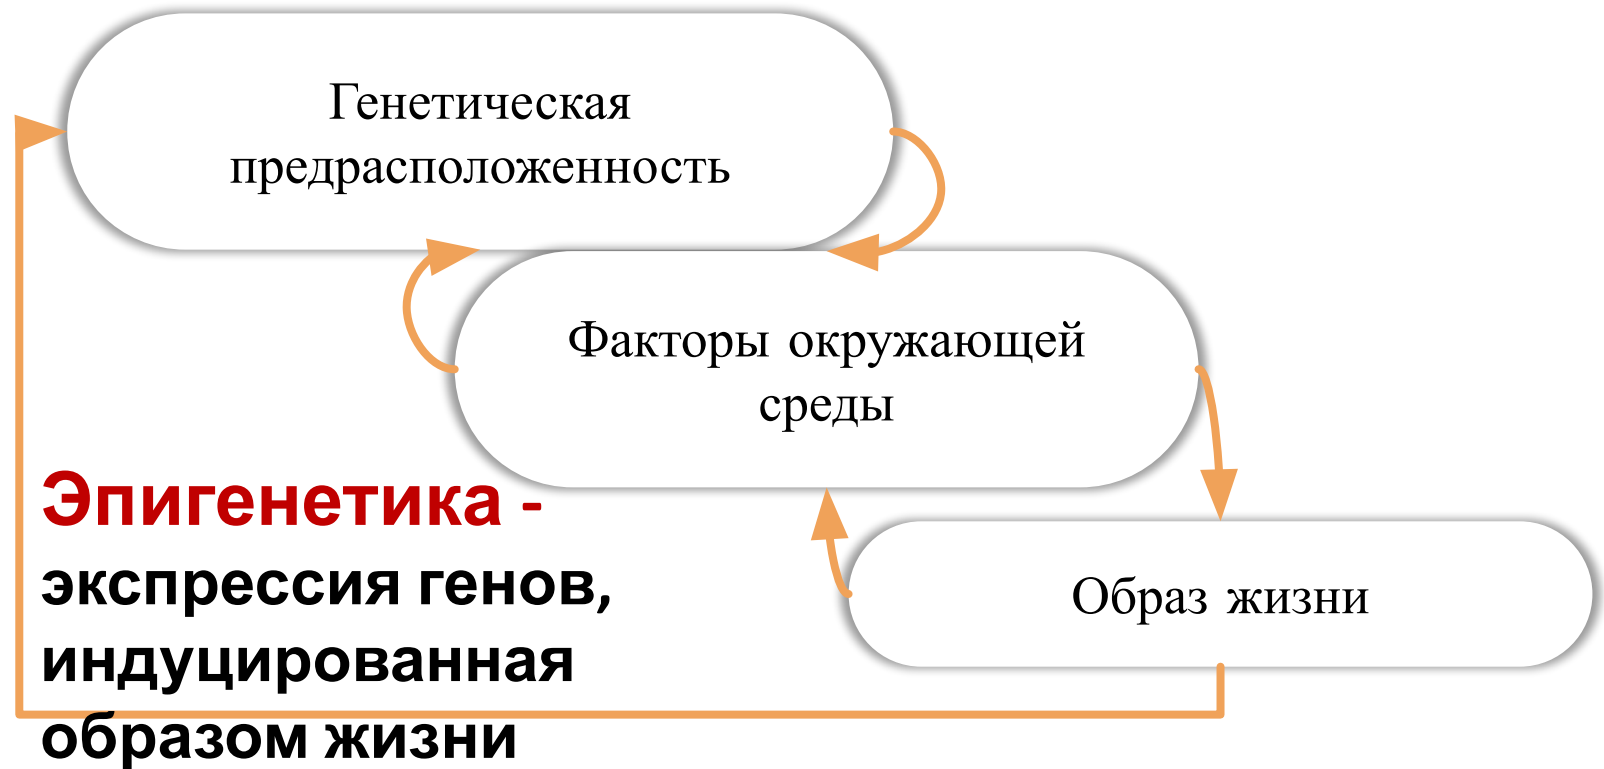 Генетическая
предрасположенность
Факторы окружающей
среды
Эпигенетика -
экспрессия генов,
индуцированная
образом жизни
Образ жизни